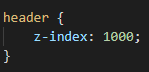 header {
    z-index: 1000;
}